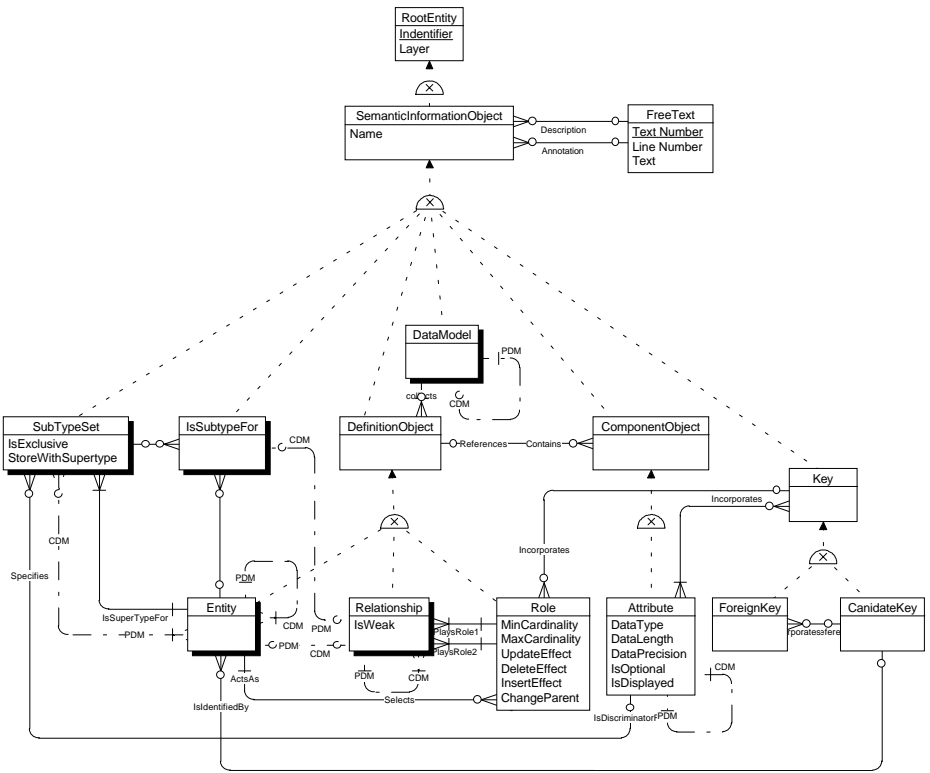 RootEntity
Indentifier
Layer
SemanticInformationObject
Name
Description
Annotation
FreeText
Text Number
Line Number
Text
DataModel
PDM
CDM
collects
SubTypeSet
IsExclusive
StoreWithSupertype
IsSubtypeFor
CDM
DefinitionObject
References
Contains
ComponentObject
Key
Incorporates
CDM
Specifies
PDM
Incorporates
IsSuperTypeFor
PDM
Entity
PDM
CDM
PDM
CDM
Relationship
IsWeak
PDM
CDM
PlaysRole1
PlaysRole2
Role
MinCardinality
MaxCardinality
UpdateEffect
DeleteEffect
InsertEffect
ChangeParent
Attribute
DataType
DataLength
DataPrecision
IsOptional
IsDisplayed
CDM
PDM
ForeignKey
CanidateKey
ActsAs
Selects
IsIdentifiedBy